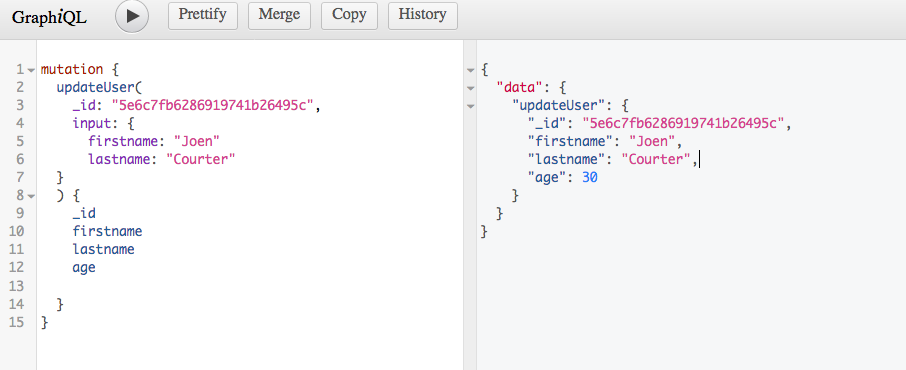 GraphiQL Prettify Merge Copy History
1 mutation {
2 updateUser(
3 _id: "5e6c7fb6286919741b26495c",
4 input: {
5 firstname: "Joen"
6 lastname: "Courter"
7 }
8 ) {
9 _id
10 firstname
11 lastname
12 age
13
14 }
15 }
{
"data": {
"updateUser": {
"_id": "5e6c7fb6286919741b26495c",
"firstname": "Joen",
"lastname": "Courter",
"age": 30
}
}
}